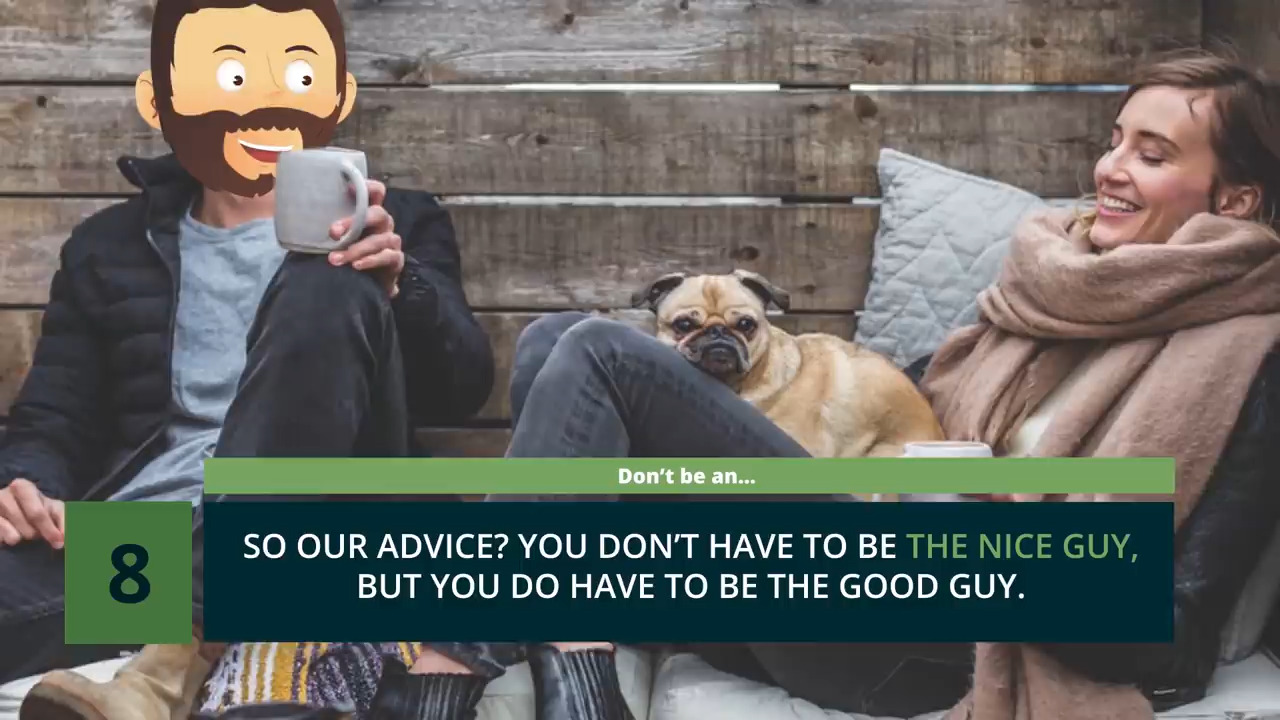 Don't be an...
8
SO OUR ADVICE? YOU DON'T HAVE TO BE THE NICE GUY,
BUT YOU DO HAVE TO BE THE GOOD GUY.